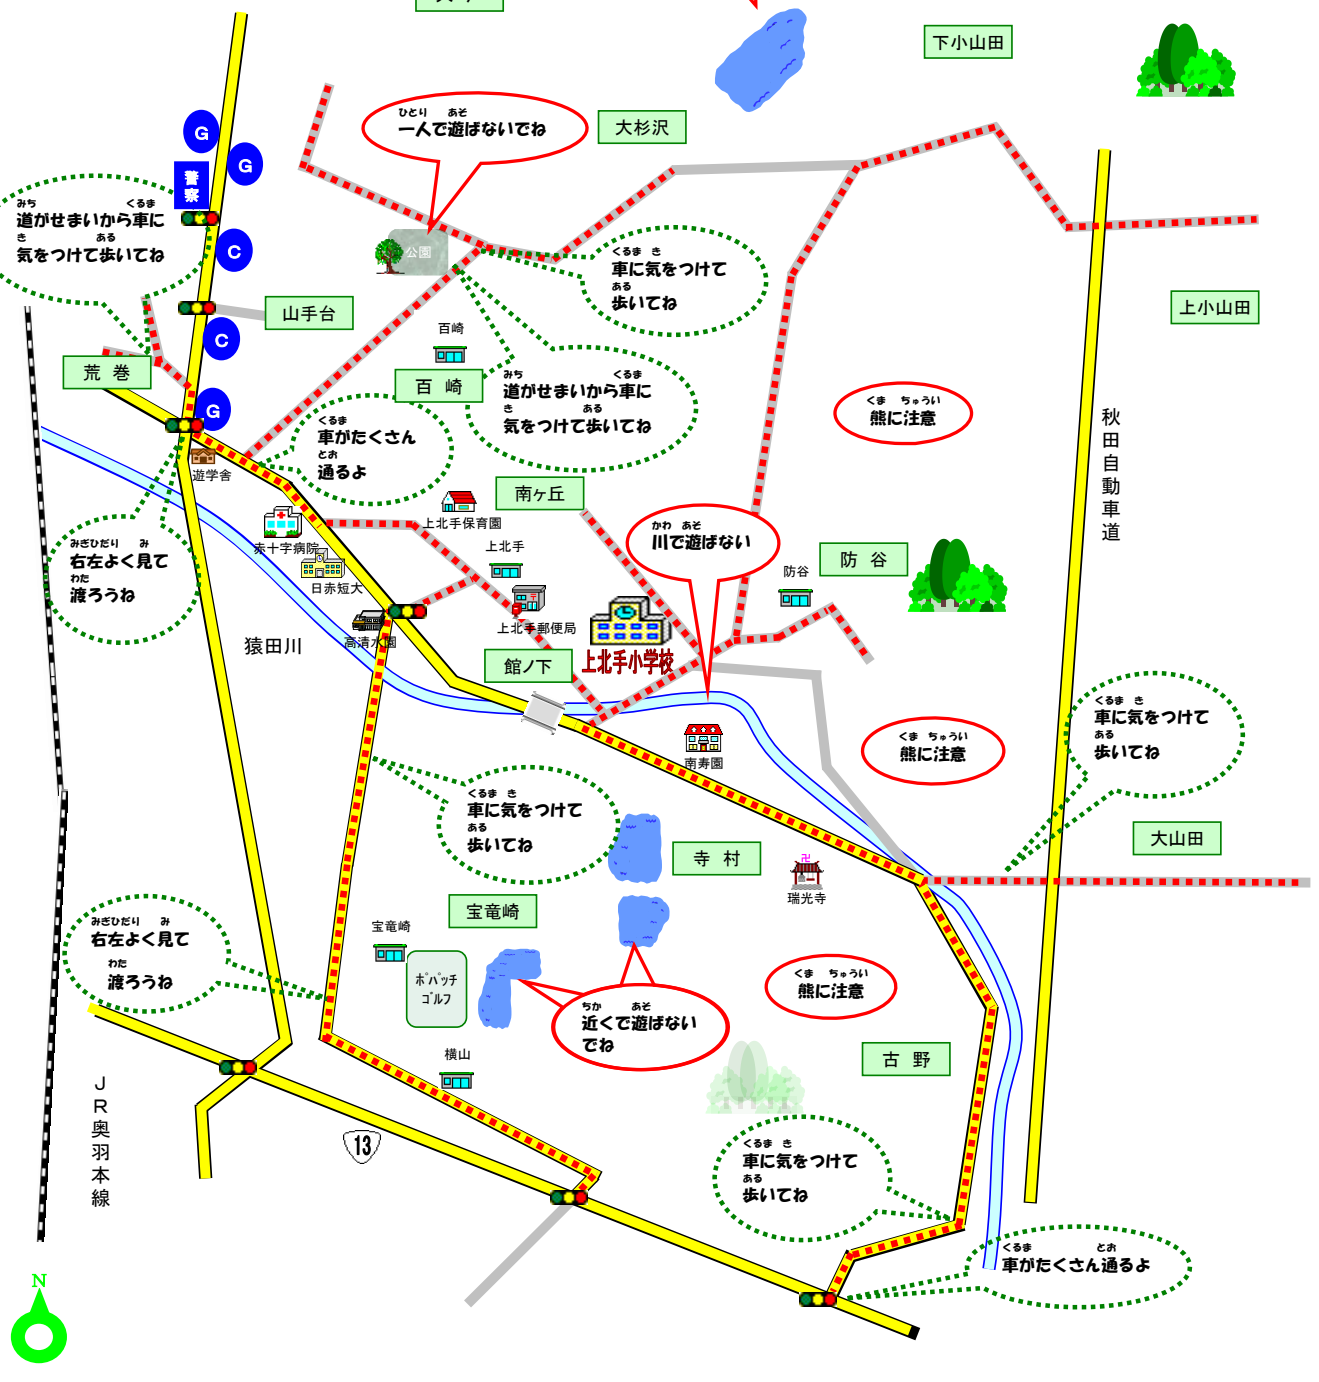 下小山田
ひとり あそ
一人で遊ばないでね
大杉沢
G
G
警察
みち くるま
道がせまいから車に
き ある
気をつけて歩いてね
C
公園
くるま き
車に気をつけて
ある
歩いてね
山手台
上小山田
C
百崎
荒巻
百崎
みち くるま
道がせまいから車に
き ある
気をつけて歩いてね
G
くるま
車がたくさん
とお
通るよ
くま ちゅうい
熊に注意
秋田自動車道
遊学舎
南ヶ丘
上北手保育園
かわ あそ
川で遊ばない
赤十字病院
上北手
防谷
防谷
みぎひだり み
右左よく見て
わた
渡ろうね
日赤短大
上北手郵便局
猿田川
高清水園
館ノ下
上北手小学校
くるま き
車に気をつけて
ある
歩いてね
くま ちゅうい
熊に注意
南寿園
くるま き
車に気をつけて
ある
歩いてね
寺村
大山田
瑞光寺
宝竜崎
宝竜崎
みぎひだり み
右左よく見て
わた
渡ろうね
ポパッチ
ゴルフ
くま ちゅうい
熊に注意
ちか あそ
近くで遊ばない
でね
横山
古野
JR奥羽本線
13
くるま き
車に気をつけて
ある
歩いてね
くるま とお
車がたくさん通るよ
N